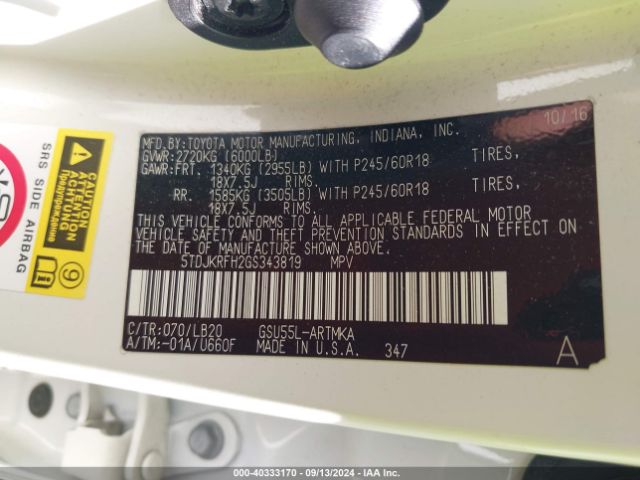 MFD.BY:TOYOTA MOTOR MANUFACTURING, INDIANA, INC. 10/16
GVWR:2720KG (6000LB)
GAWR:FRT. 1340KG (2955LB) WITH P245/60R18 TIRES,
18X7.5J RIMS.
RR. 1585KG (3505LB) WITH P245/60R18 TIRES,
18X7.5J RIMS.
THIS VEHICLE CONFORMS TO ALL APPLICABLE FEDERAL MOTOR
VEHICLE SAFETY AND THEFT PREVENTION STANDARDS IN EFFECT ON
THE DATE OF MANUFACTURE SHOWN ABOVE.
5TDJKRFH2GS343819 MPV
C/TR:070/LB20 GSU55L-ARTMKA
A/TM:-01A/U660F MADE IN U.S.A. 347 A
SRS SIDE AIRBAG
CAUTION
ATTENTION
ACHTUNG
Предупреждение
9
000-40333170 - 09/13/2024 - IAA Inc.